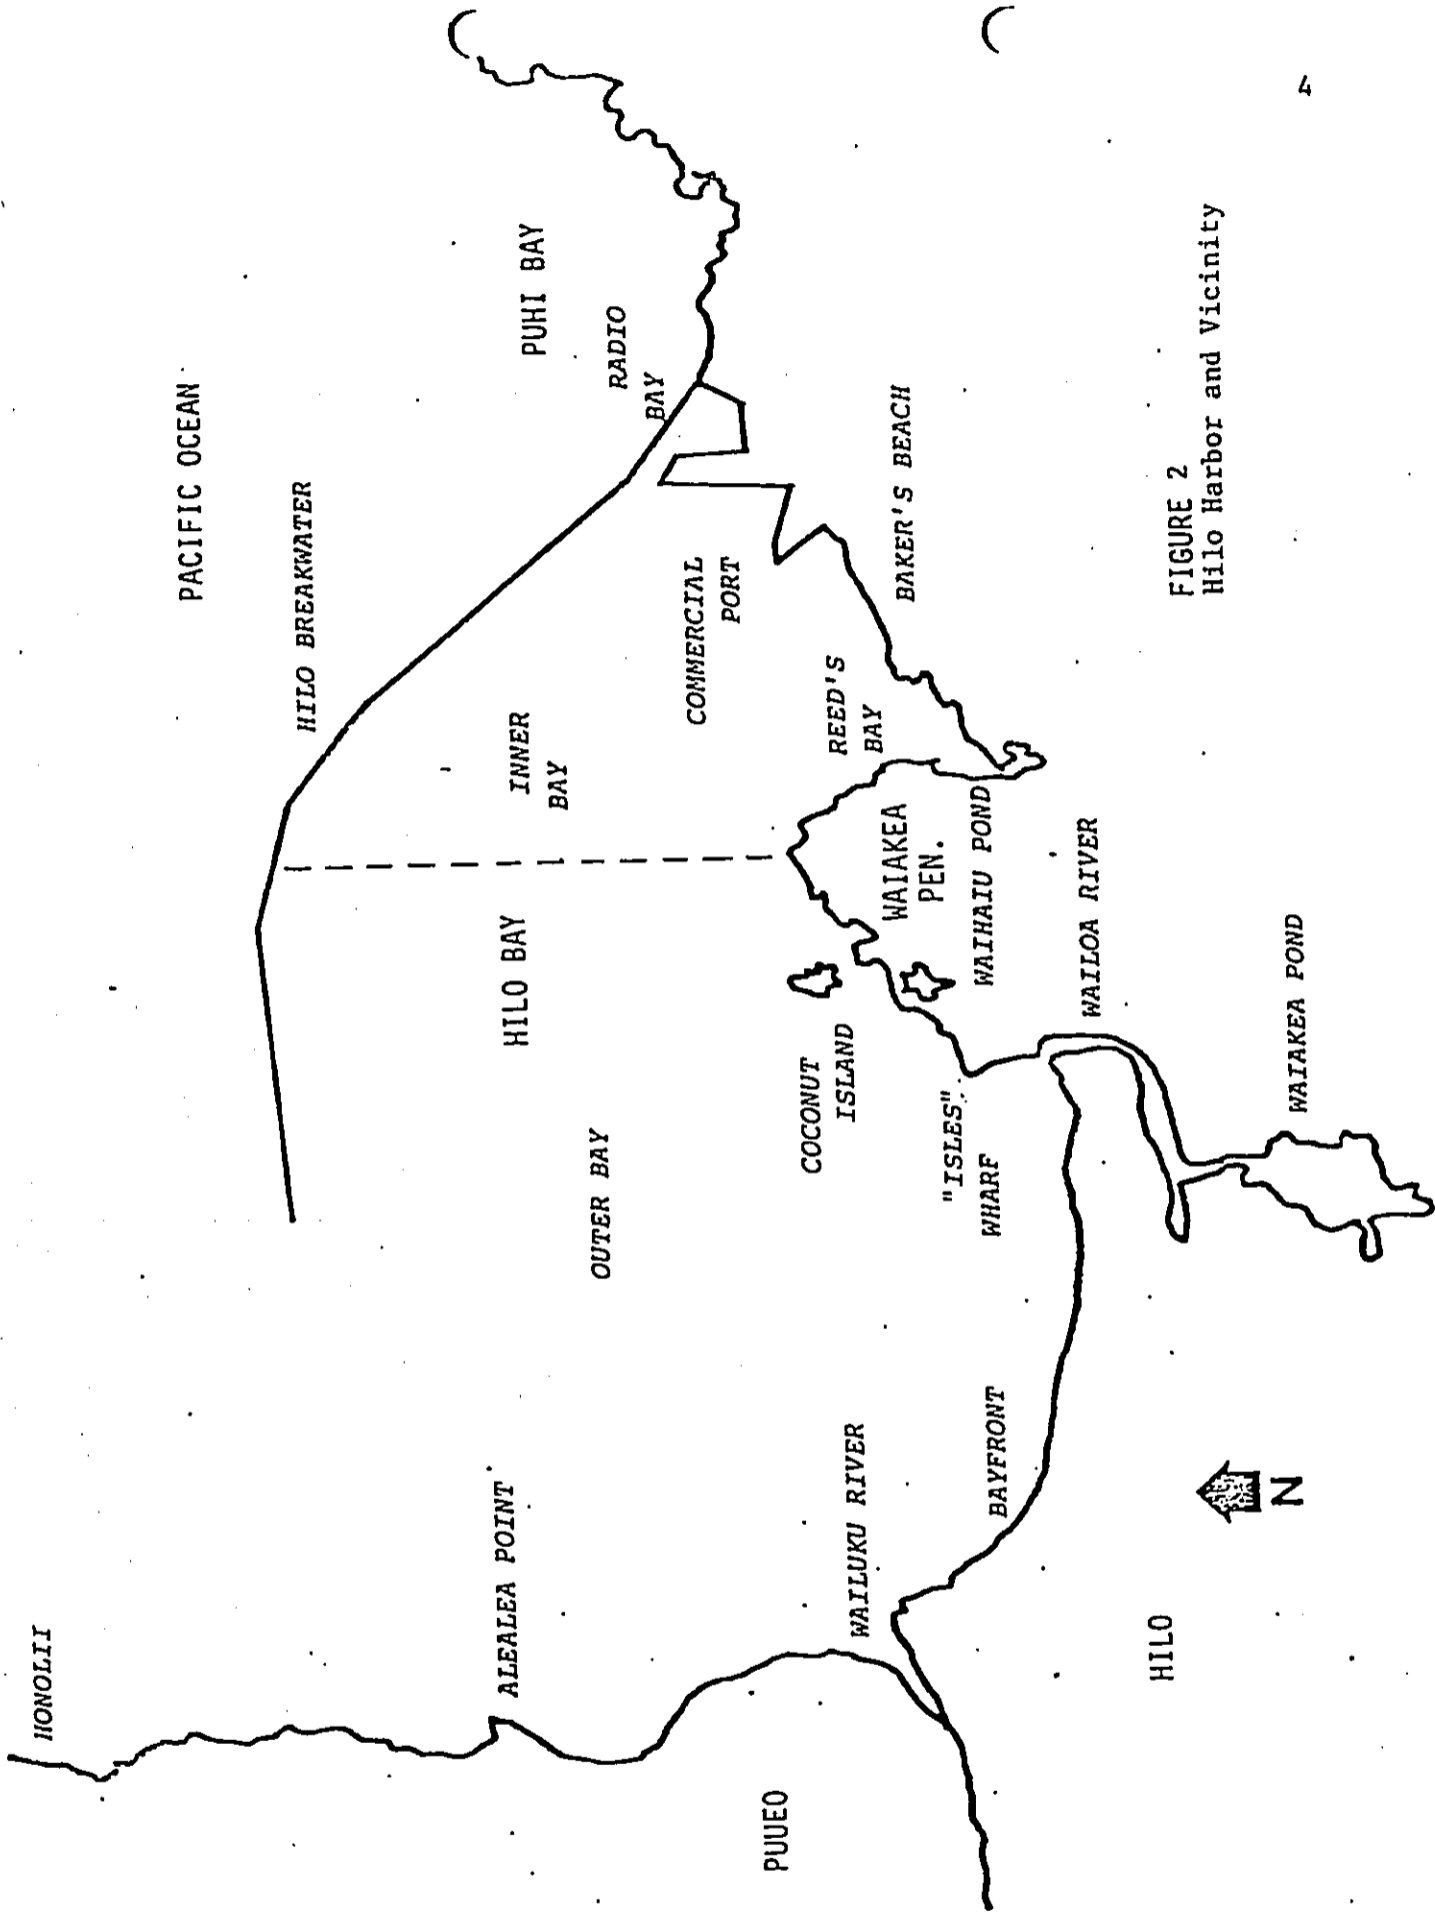 4
HONOLII
PACIFIC OCEAN
HILO BREAKWATER
ALEALEA POINT
HILO BAY
INNER
BAY
PUHI BAY
OUTER BAY
RADIO
BAY
COMMERCIAL
PORT
PUUEO
COCONUT
ISLAND
REED'S
BAY
WAILUKU RIVER
WAIAKEA
PEN.
BAKER'S BEACH
"ISLES"
WHARF
WAIHAIU POND
BAYFRONT
WAILOA RIVER
HILO
FIGURE 2
Hilo Harbor and Vicinity
N
WAIAKEA POND